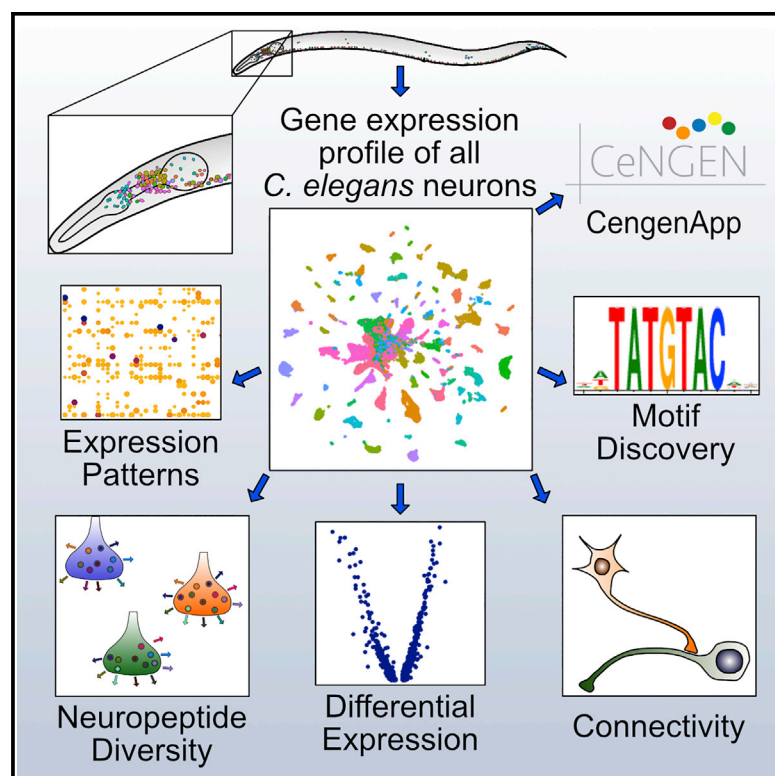 Gene expression
profile of all
C. elegans neurons
CeNGEN
CengenApp
Expression
Patterns
TATGTAC
Motif
Discovery
Neuropeptide
Diversity
Differential
Expression
Connectivity